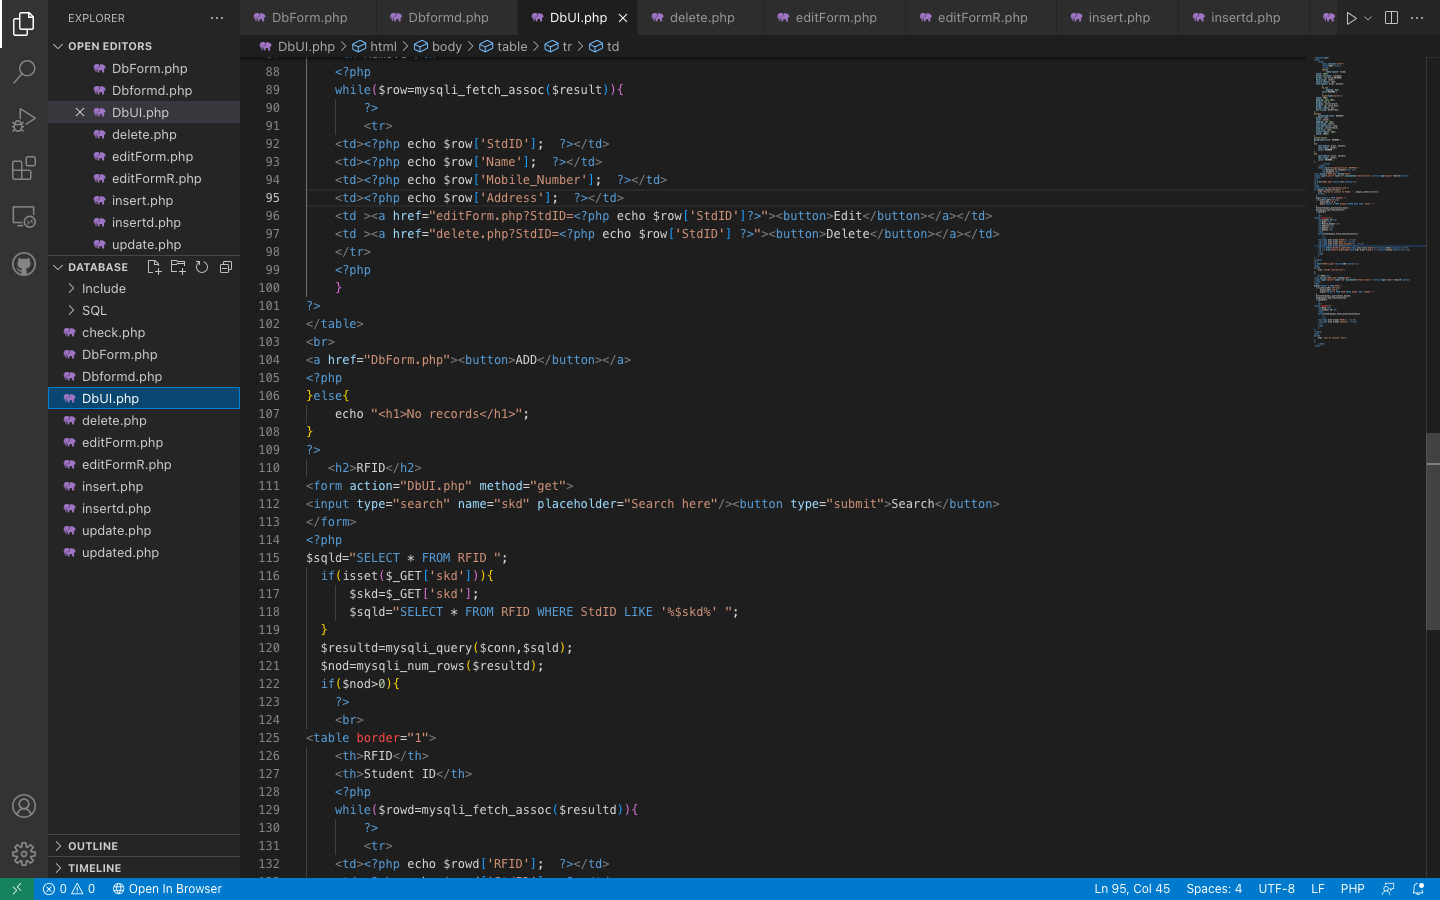 EXPLORER
OPEN EDITORS
DbForm.php
Dbformd.php
DbUI.php
delete.php
editForm.php
editFormR.php
insert.php
insertd.php
update.php
DATABASE
Include
SQL
check.php
DbForm.php
Dbformd.php
DbUI.php
delete.php
editForm.php
editFormR.php
insert.php
insertd.php
update.php
updated.php
OUTLINE
TIMELINE
DbForm.php Dbformd.php DbUI.php delete.php editForm.php editFormR.php insert.php insertd.php
DbUI.php > html > body > table > tr > td
88 <?php
89 while($row=mysqli_fetch_assoc($result)){
90 ?>
91 <tr>
92 <td><?php echo $row['StdID'];  ?></td>
93 <td><?php echo $row['Name'];  ?></td>
94 <td><?php echo $row['Mobile_Number'];  ?></td>
95 <td><?php echo $row['Address'];  ?></td>
96 <td ><a href="editForm.php?StdID=<?php echo $row['StdID']?>"><button>Edit</button></a></td>
97 <td ><a href="delete.php?StdID=<?php echo $row['StdID'] ?>"><button>Delete</button></a></td>
98 </tr>
99 <?php
100 }
101 ?>
102 </table>
103 <br>
104 <a href="DbForm.php"><button>ADD</button></a>
105 <?php
106 }else{
107 echo "<h1>No records</h1>";
108 }
109 ?>
110 <h2>RFID</h2>
111 <form action="DbUI.php" method="get">
112 <input type="search" name="skd" placeholder="Search here"/><button type="submit">Search</button>
113 </form>
114 <?php
115 $sqld="SELECT * FROM RFID ";
116 if(isset($_GET['skd'])){
117 $skd=$_GET['skd'];
118 $sqld="SELECT * FROM RFID WHERE StdID LIKE '%$skd%' ";
119 }
120 $resultd=mysqli_query($conn,$sqld);
121 $nod=mysqli_num_rows($resultd);
122 if($nod>0){
123 ?>
124 <br>
125 <table border="1">
126 <th>RFID</th>
127 <th>Student ID</th>
128 <?php
129 while($rowd=mysqli_fetch_assoc($resultd)){
130 ?>
131 <tr>
132 <td><?php echo $rowd['RFID'];  ?></td>
0 0 Open In Browser Ln 95, Col 45 Spaces: 4 UTF-8 LF PHP